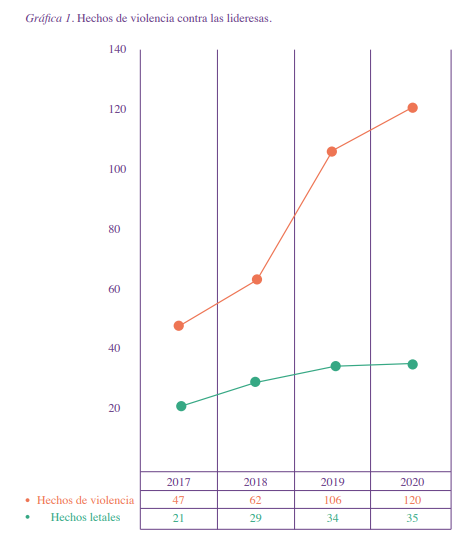 Gráfica 1. Hechos de violencia contra las lideresas.
140
120
100
80
60
40
20
2017 2018 2019 2020
• Hechos de violencia 47 62 106 120
• Hechos letales 21 29 34 35